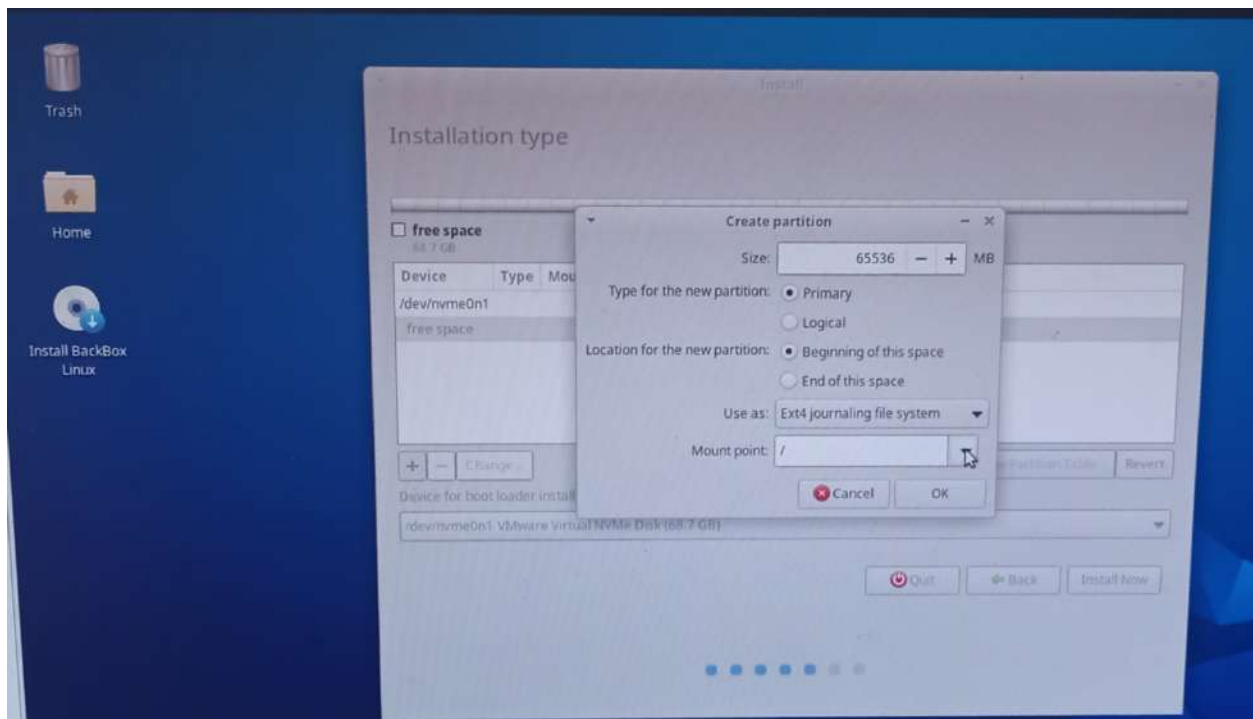 Trash
Home
Install BackBox
Linux
Install
Installation type
free space
68.7 GB
Device Type Mou
/dev/nvme0n1
free space
Create partition
Size: 65536 − + MB
Type for the new partition: Primary
Logical
Location for the new partition: Beginning of this space
End of this space
Use as: Ext4 journaling file system
Mount point: /
Cancel OK
+ − Change...
Partition Table Revert
Device for boot loader install
/dev/nvme0n1 VMware Virtual NVMe Disk (68.7 GB)
Quit Back Install Now